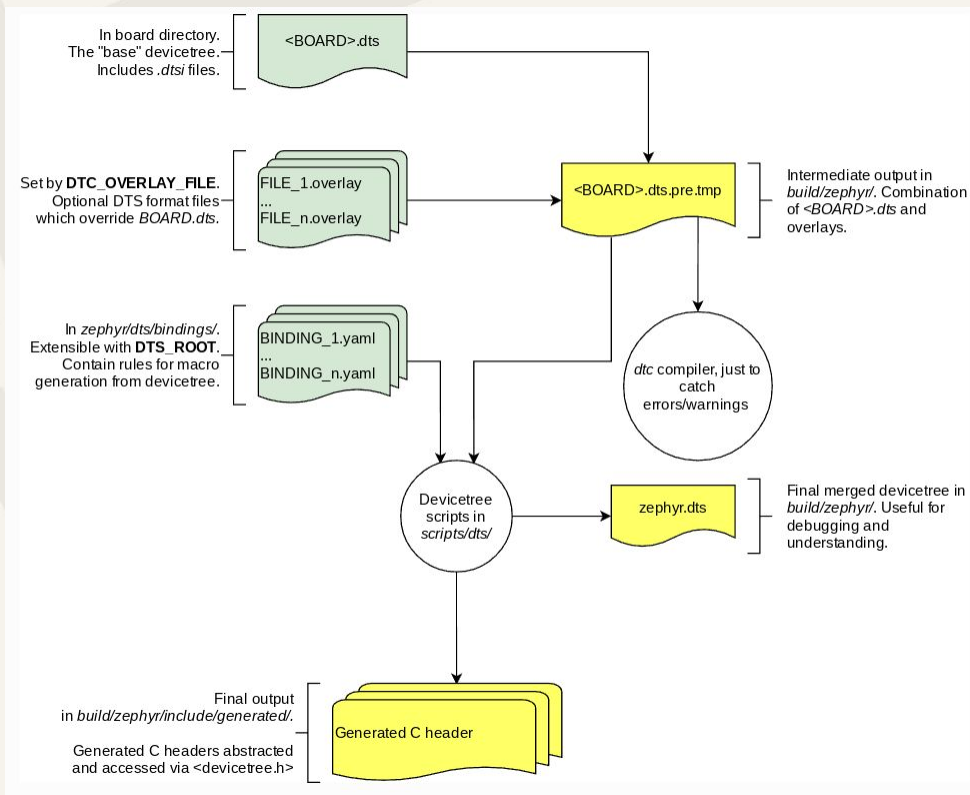 In board directory.
The "base" devicetree.
Includes .dtsi files.
<BOARD>.dts
Set by DTC_OVERLAY_FILE.
Optional DTS format files
which override BOARD.dts.
FILE_1.overlay
...
FILE_n.overlay
<BOARD>.dts.pre.tmp
Intermediate output in
build/zephyr/. Combination
of <BOARD>.dts and
overlays.
In zephyr/dts/bindings/.
Extensible with DTS_ROOT.
Contain rules for macro
generation from devicetree.
BINDING_1.yaml
...
BINDING_n.yaml
dtc compiler, just to
catch
errors/warnings
Devicetree
scripts in
scripts/dts/
zephyr.dts
Final merged devicetree in
build/zephyr/. Useful for
debugging and
understanding.
Final output
in build/zephyr/include/generated/.
Generated C headers abstracted
and accessed via <devicetree.h>
Generated C header